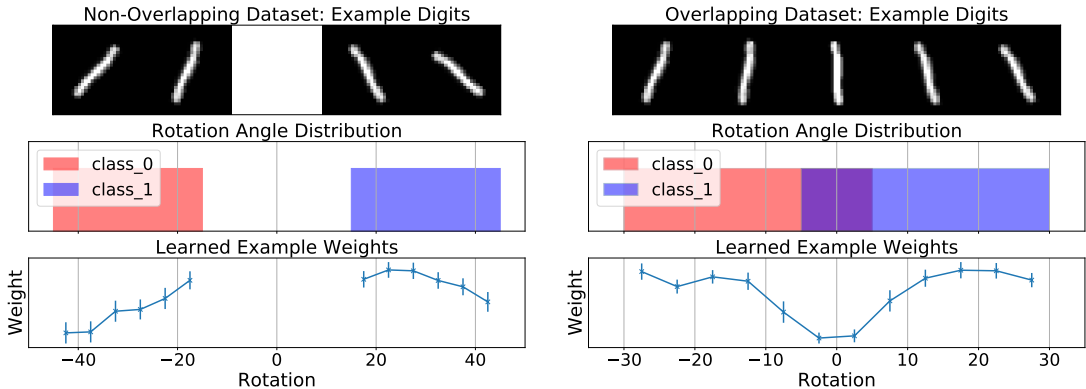 Non-Overlapping Dataset: Example Digits
Rotation Angle Distribution
class_0
class_1
Learned Example Weights
Weight
−40 −20 0 20 40
Rotation
Overlapping Dataset: Example Digits
Rotation Angle Distribution
class_0
class_1
Learned Example Weights
Weight
−30 −20 −10 0 10 20 30
Rotation